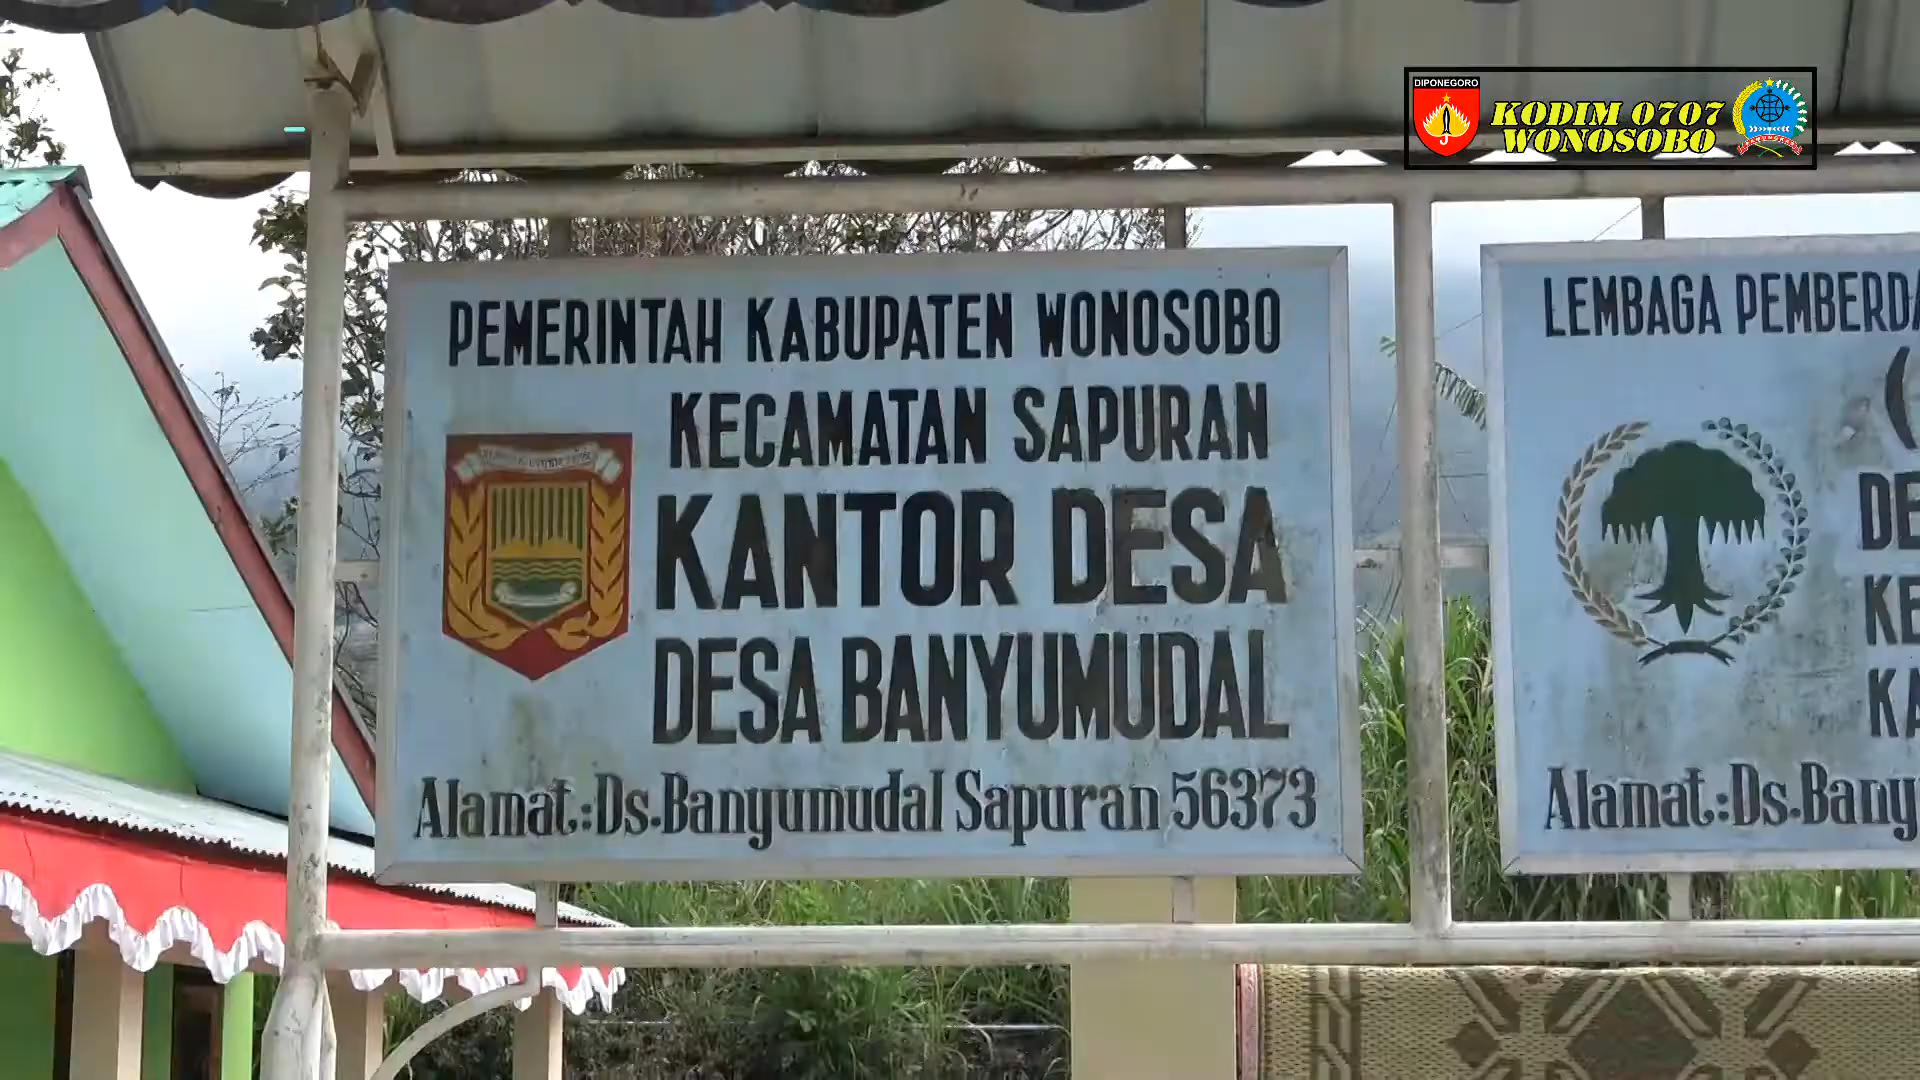 DIPONEGORO
KODIM 0707
WONOSOBO
PEMERINTAH KABUPATEN WONOSOBO
KECAMATAN SAPURAN
KANTOR DESA
DESA BANYUMUDAL
Alamat.:Ds.Banyumudal Sapuran 56373
LEMBAGA PEMBERDA
(
DE
KE
KA
Alamat.:Ds.Bany